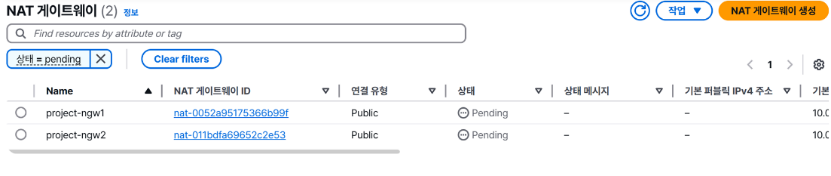 NAT 게이트웨이 (2) 정보
작업
NAT 게이트웨이 생성
Find resources by attribute or tag
상태 = pending
Clear filters
1
Name NAT 게이트웨이 ID 연결 유형 상태 상태 메시지 기본 퍼블릭 IPv4 주소 기본
project-ngw1 nat-0052a95175366b99f Public Pending – – 10.0
project-ngw2 nat-011bdfa69652c2e53 Public Pending – – 10.0